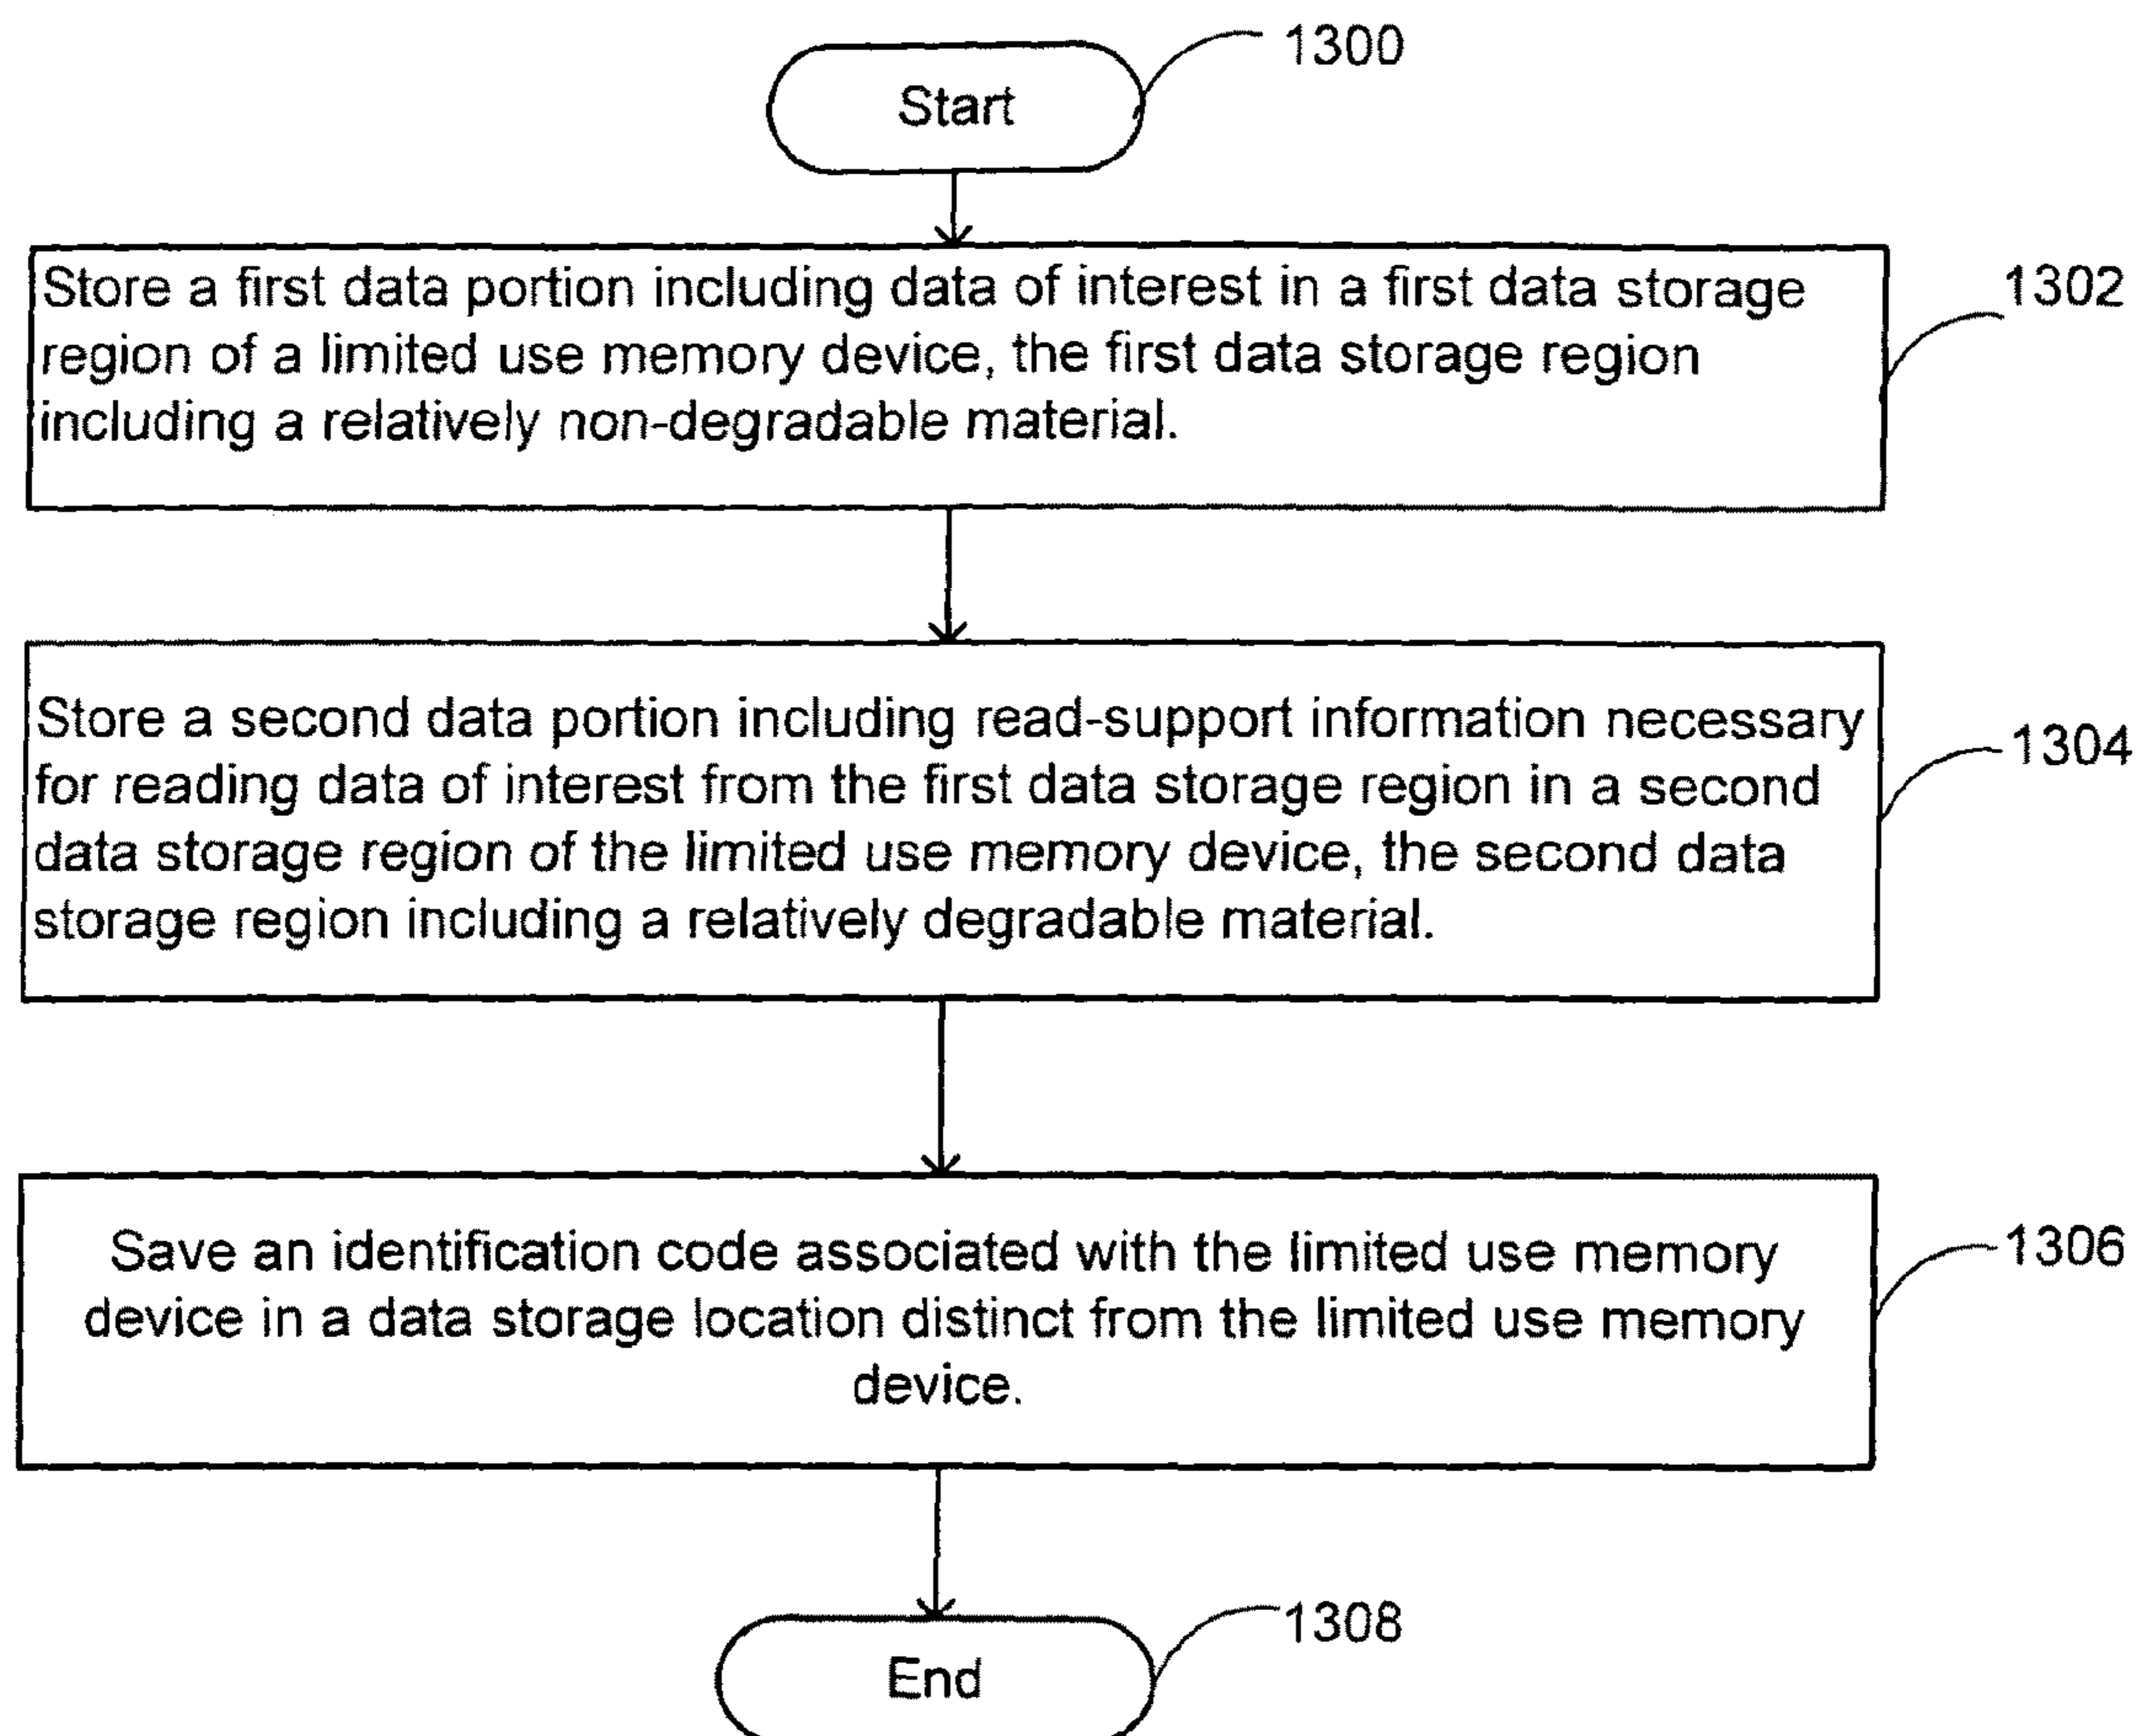 1300
Start
Store a first data portion including data of interest in a first data storage
region of a limited use memory device, the first data storage region
including a relatively non-degradable material.
1302
Store a second data portion including read-support information necessary
for reading data of interest from the first data storage region in a second
data storage region of the limited use memory device, the second data
storage region including a relatively degradable material.
1304
Save an identification code associated with the limited use memory
device in a data storage location distinct from the limited use memory
device.
1306
1308
End